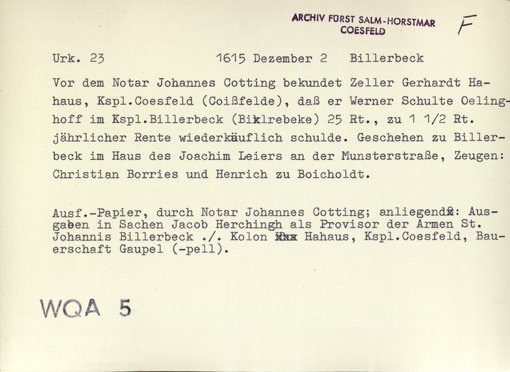 ARCHIV FÜRST SALM-HORSTMAR
COESFELD
F
Urk. 23 1615 Dezember 2 Billerbeck
Vor dem Notar Johannes Cotting bekundet Zeller Gerhardt Ha-
haus, Kspl.Coesfeld (Coißfelde), daß er Werner Schulte Oeling-
hoff im Kspl.Billerbeck (Bixlrebeke) 25 Rt., zu 1 1/2 Rt.
jährlicher Rente wiederkäuflich schulde. Geschehen zu Biller-
beck im Haus des Joachim Leiers an der Munsterstraße, Zeugen:
Christian Borries und Henrich zu Boicholdt.
Ausf.-Papier, durch Notar Johannes Cotting; anliegend: Aus-
gaben in Sachen Jacob Herchingh als Provisor der Armen St.
Johannis Billerbeck ./. Kolon xxx Hahaus, Kspl.Coesfeld, Bau-
erschaft Gaupel (-pell).
WQA 5